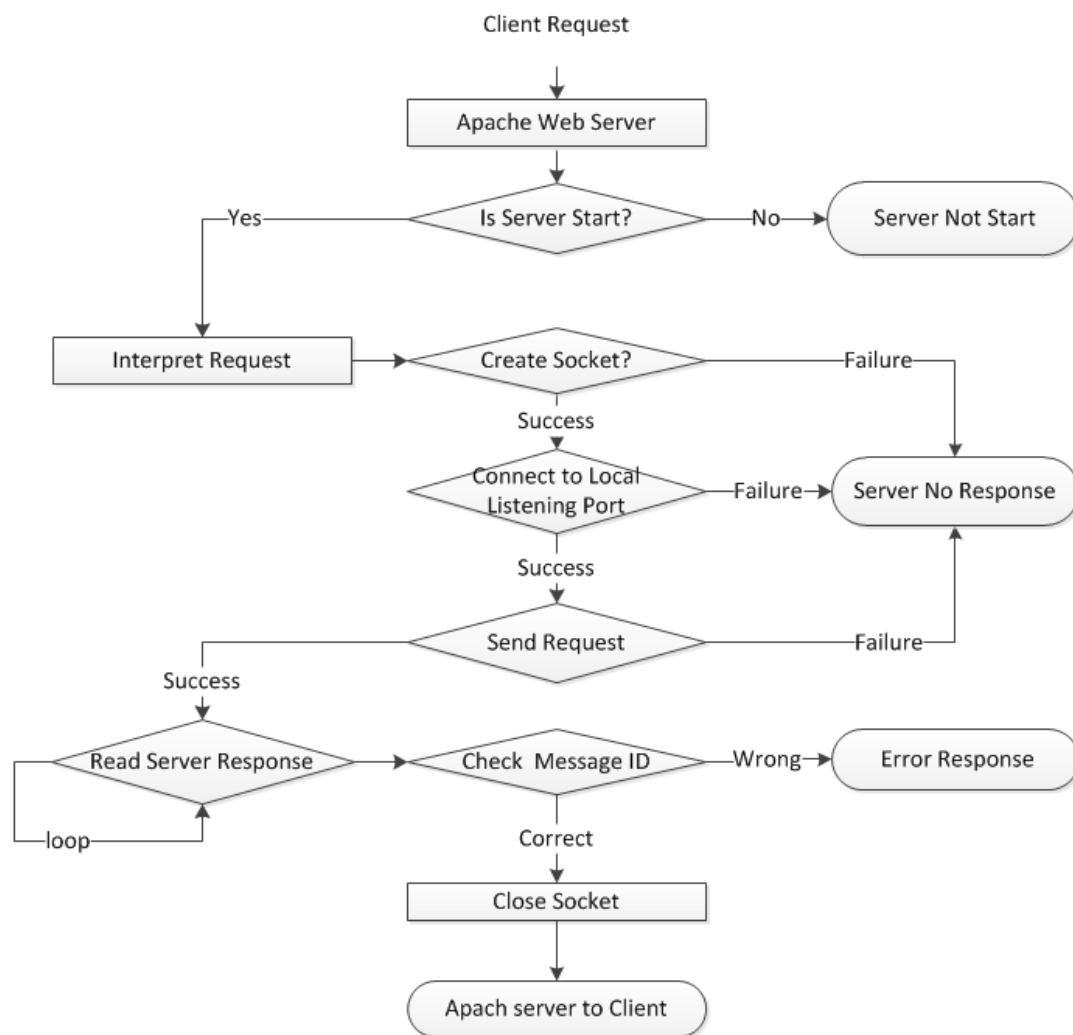 Client Request
Apache Web Server
Is Server Start?
Yes
No
Server Not Start
Interpret Request
Create Socket?
Failure
Success
Connect to Local
Listening Port
Failure
Server No Response
Success
Send Request
Failure
Success
Read Server Response
Check  Message ID
Wrong
Error Response
loop
Correct
Close Socket
Apach server to Client